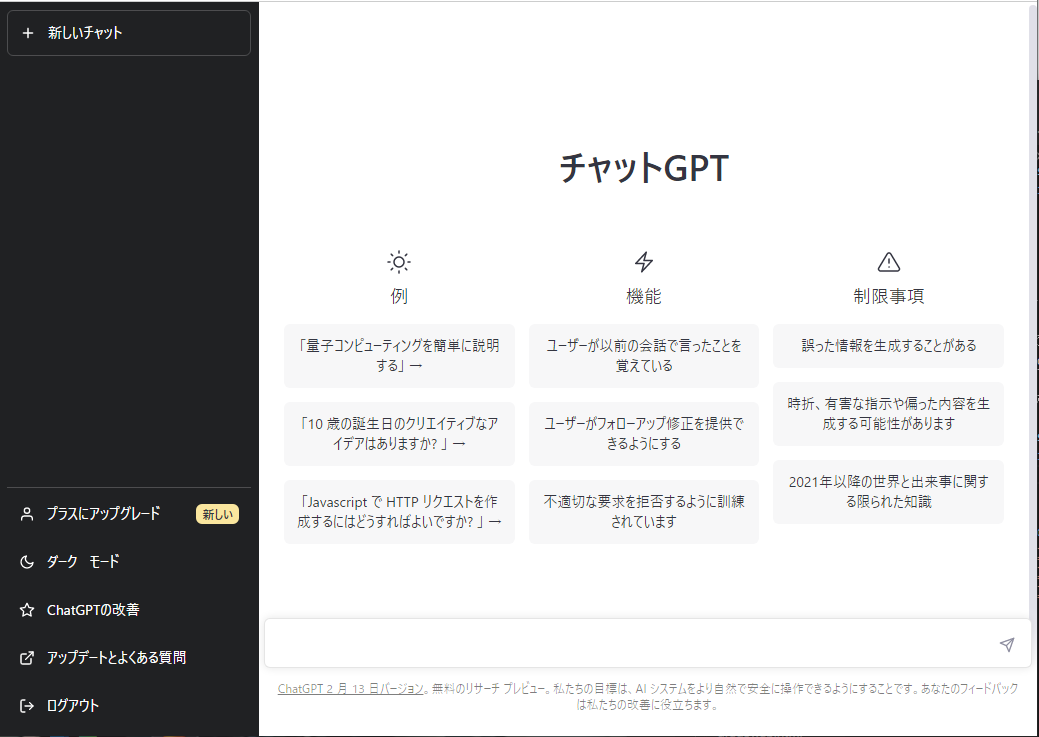 新しいチャット
プラスにアップグレード 新しい
ダーク モード
ChatGPTの改善
アップデートとよくある質問
ログアウト
チャットGPT
例
「量子コンピューティングを簡単に説明
する」→
「10 歳の誕生日のクリエイティブなア
イデアはありますか? 」→
「Javascript で HTTP リクエストを作
成するにはどうすればよいですか? 」→
機能
ユーザーが以前の会話で言ったことを
覚えている
ユーザーがフォローアップ修正を提供で
きるようにする
不適切な要求を拒否するように訓練
されています
制限事項
誤った情報を生成することがある
時折、有害な指示や偏った内容を生
成する可能性があります
2021年以降の世界と出来事に関す
る限られた知識
ChatGPT 2 月 13 日バージョン。無料のリサーチ プレビュー。私たちの目標は、AI システムをより自然で安全に操作できるようにすることです。あなたのフィードバック
は私たちの改善に役立ちます。